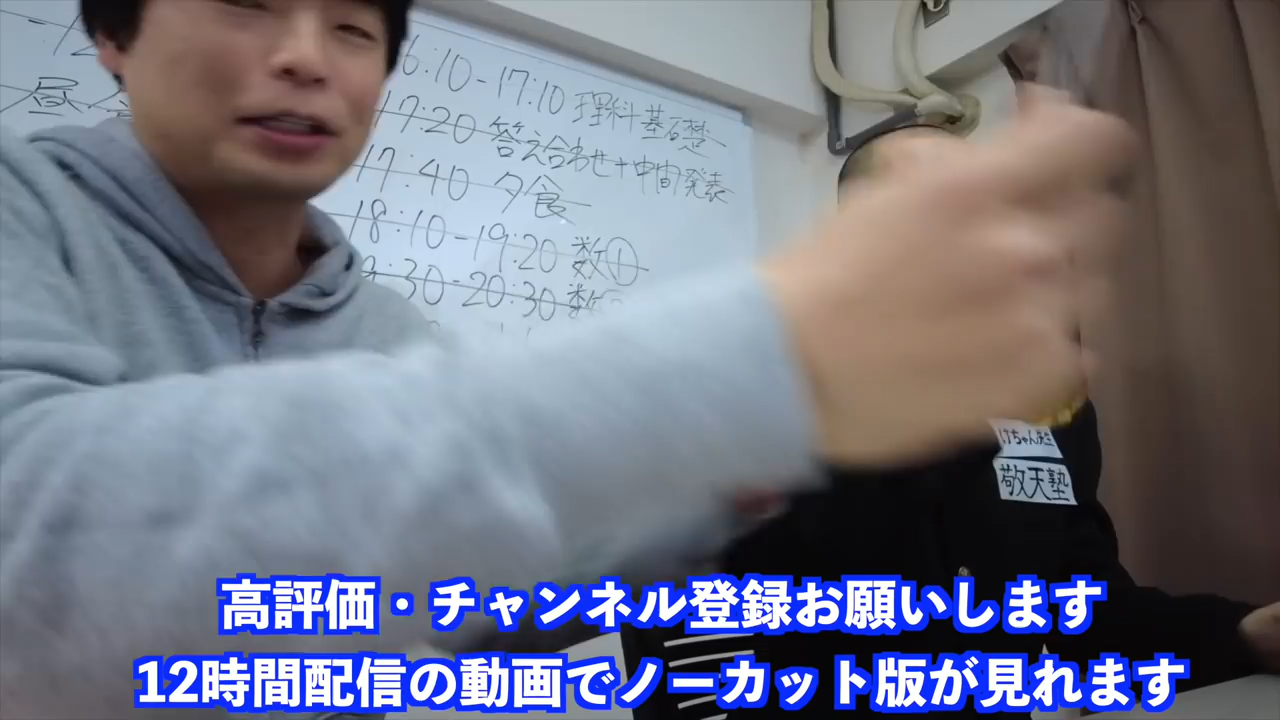 6:10-17:10 理科基礎
17:20 答え合わせ+中間発表
17:40 夕食
18:10-19:20 数①
:30-20:30 数
昼
けちゃん先生
敬天塾
高評価・チャンネル登録お願いします
12時間配信の動画でノーカット版が見れます